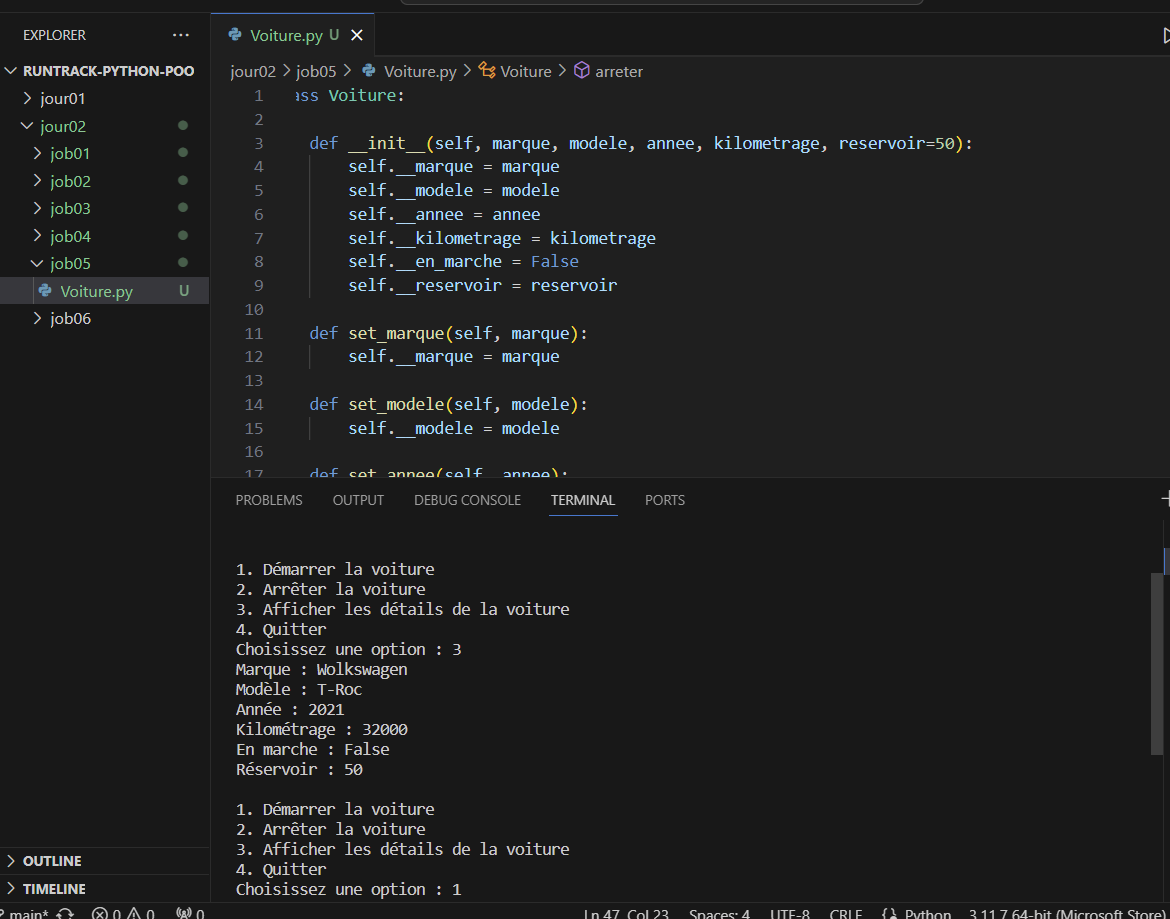 EXPLORER
RUNTRACK-PYTHON-POO
jour01
jour02
job01
job02
job03
job04
job05
Voiture.py U
job06
OUTLINE
TIMELINE
Voiture.py U
jour02 > job05 > Voiture.py > Voiture > arreter
1 ass Voiture:
2
3 def __init__(self, marque, modele, annee, kilometrage, reservoir=50):
4 self.__marque = marque
5 self.__modele = modele
6 self.__annee = annee
7 self.__kilometrage = kilometrage
8 self.__en_marche = False
9 self.__reservoir = reservoir
10
11 def set_marque(self, marque):
12 self.__marque = marque
13
14 def set_modele(self, modele):
15 self.__modele = modele
16
17 def set_annee(self, annee):
PROBLEMS OUTPUT DEBUG CONSOLE TERMINAL PORTS
1. Démarrer la voiture
2. Arrêter la voiture
3. Afficher les détails de la voiture
4. Quitter
Choisissez une option : 3
Marque : Wolkswagen
Modèle : T-Roc
Année : 2021
Kilométrage : 32000
En marche : False
Réservoir : 50
1. Démarrer la voiture
2. Arrêter la voiture
3. Afficher les détails de la voiture
4. Quitter
Choisissez une option : 1
main* 0 0 0 Ln 47, Col 23 Spaces: 4 UTF-8 CRLF {} Python 3.11.7 64-bit (Microsoft Store)